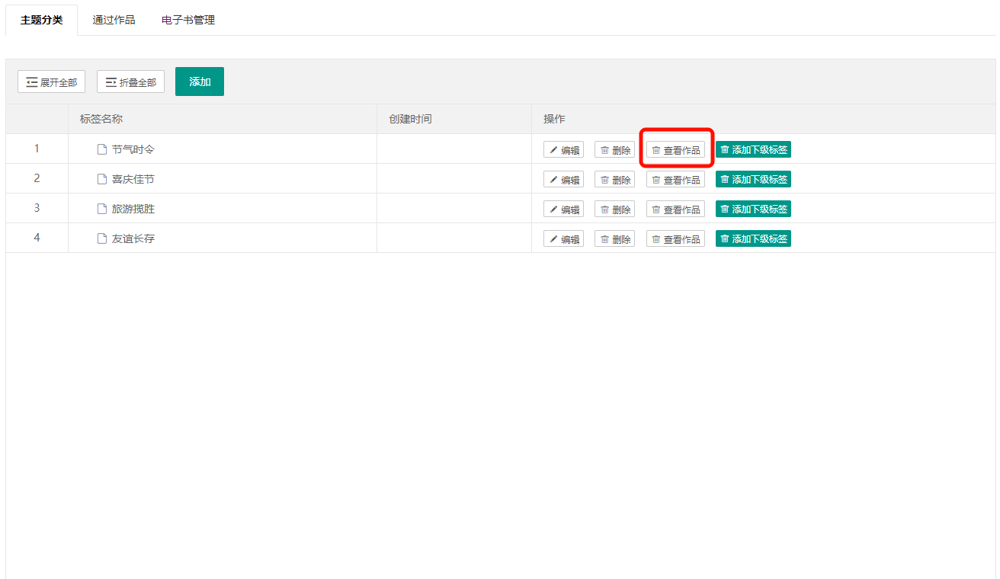 主题分类 通过作品 电子书管理
展开全部 折叠全部 添加
标签名称 创建时间 操作
1 节气时令 编辑 删除 查看作品 添加下级标签
2 喜庆佳节 编辑 删除 查看作品 添加下级标签
3 旅游揽胜 编辑 删除 查看作品 添加下级标签
4 友谊长存 编辑 删除 查看作品 添加下级标签